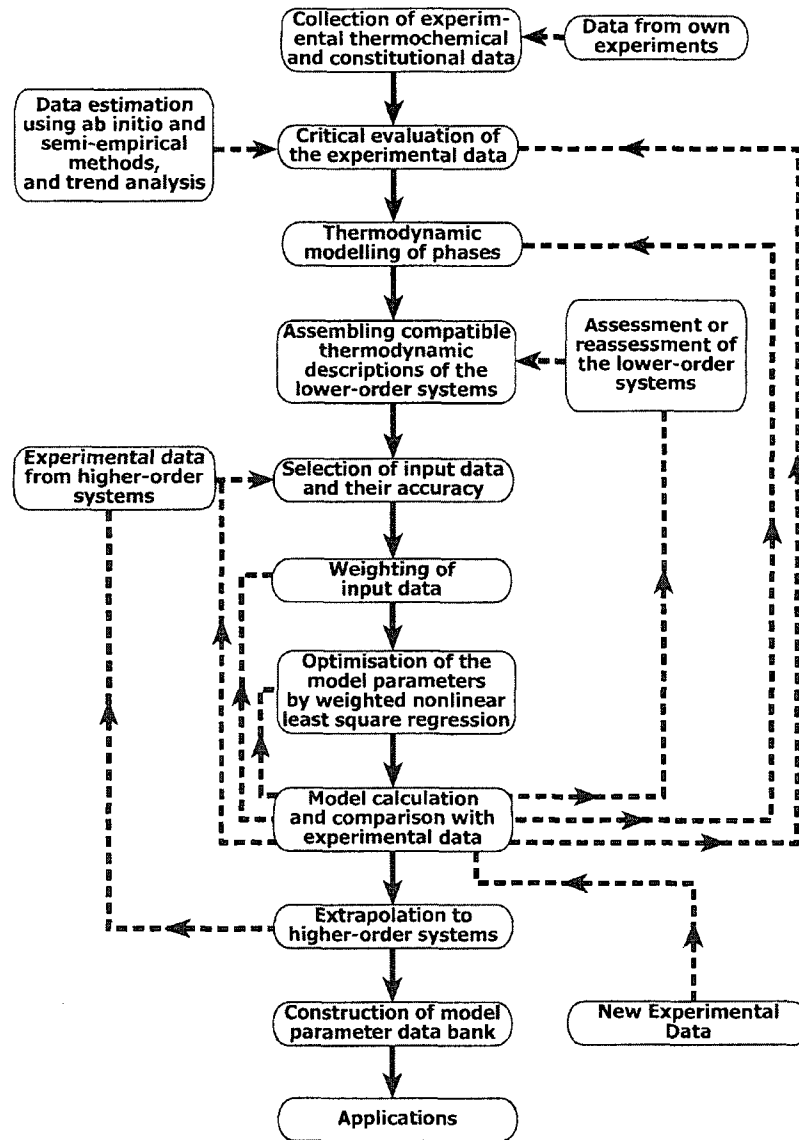 Collection of experim-
ental thermochemical
and constitutional data
Data from own
experiments
Data estimation
using ab initio and
semi-empirical
methods,
and trend analysis
Critical evaluation of
the experimental data
Thermodynamic
modelling of phases
Assembling compatible
thermodynamic
descriptions of the
lower-order systems
Assessment or
reassessment of
the lower-order
systems
Experimental data
from higher-order
systems
Selection of input data
and their accuracy
Weighting of
input data
Optimisation of the
model parameters
by weighted nonlinear
least square regression
Model calculation
and comparison with
experimental data
Extrapolation to
higher-order systems
Construction of model
parameter data bank
New Experimental
Data
Applications